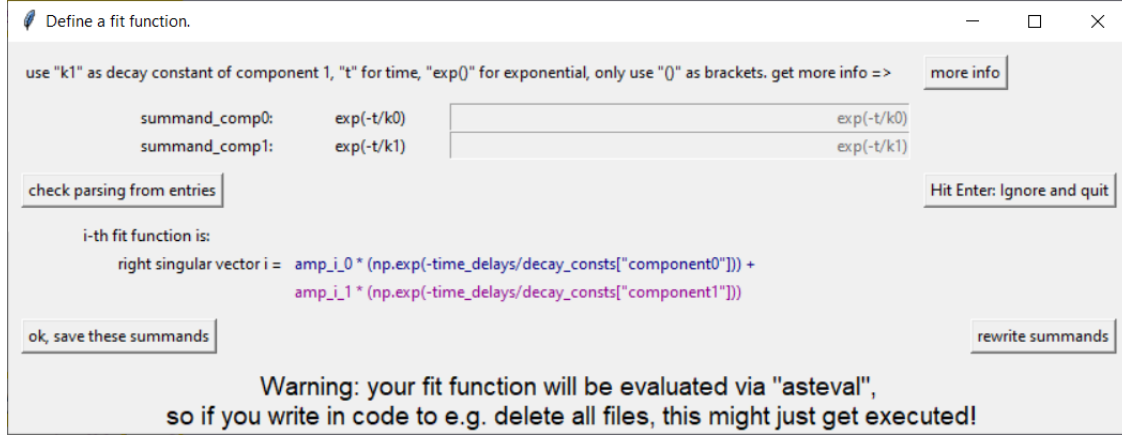 Define a fit function.
use "k1" as decay constant of component 1, "t" for time, "exp()" for exponential, only use "()" as brackets. get more info => more info
summand_comp0: exp(-t/k0) exp(-t/k0)
summand_comp1: exp(-t/k1) exp(-t/k1)
check parsing from entries Hit Enter: Ignore and quit
i-th fit function is:
right singular vector i = amp_i_0 * (np.exp(-time_delays/decay_consts["component0"])) +
amp_i_1 * (np.exp(-time_delays/decay_consts["component1"]))
ok, save these summands rewrite summands
Warning: your fit function will be evaluated via "asteval",
so if you write in code to e.g. delete all files, this might just get executed!